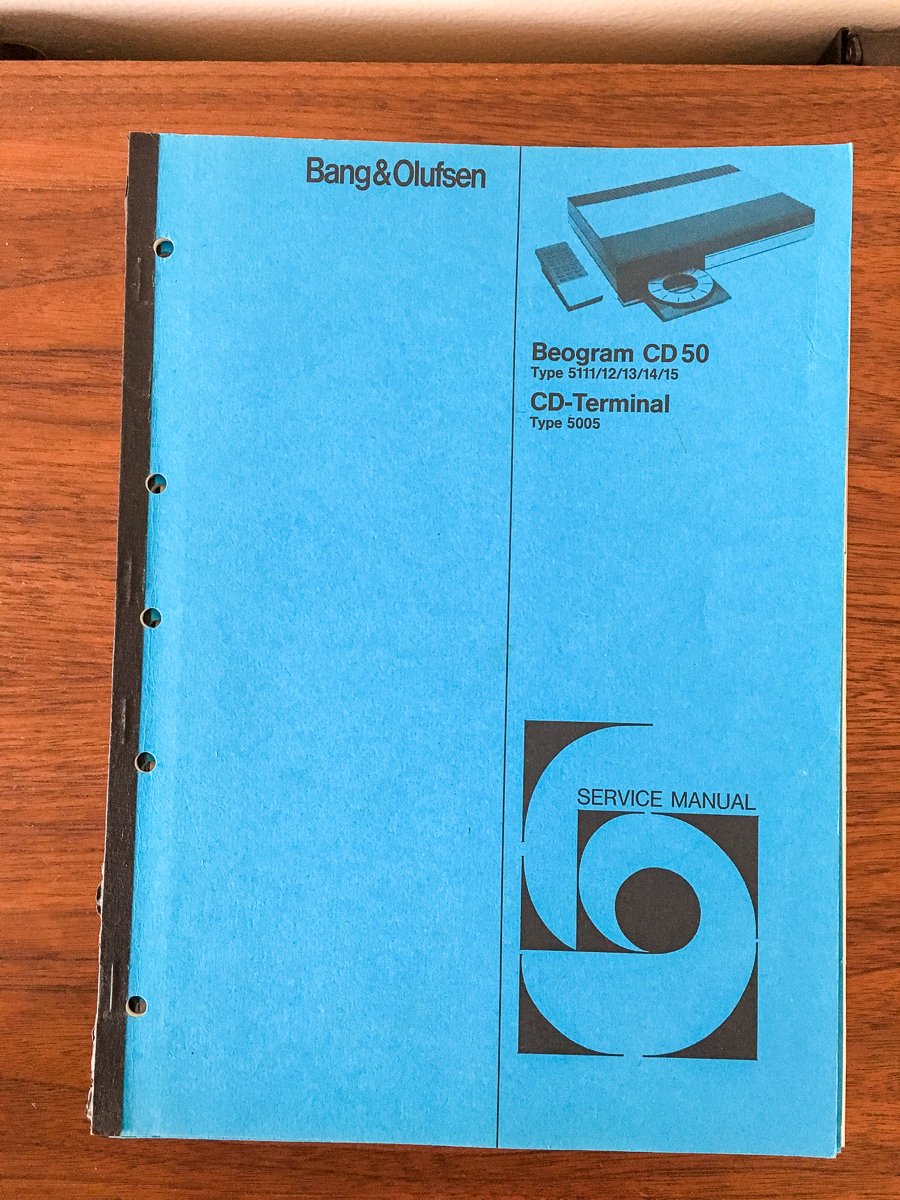 Bang&Olufsen
Beogram CD 50
Type 5111/12/13/14/15
CD-Terminal
Type 5005
SERVICE MANUAL